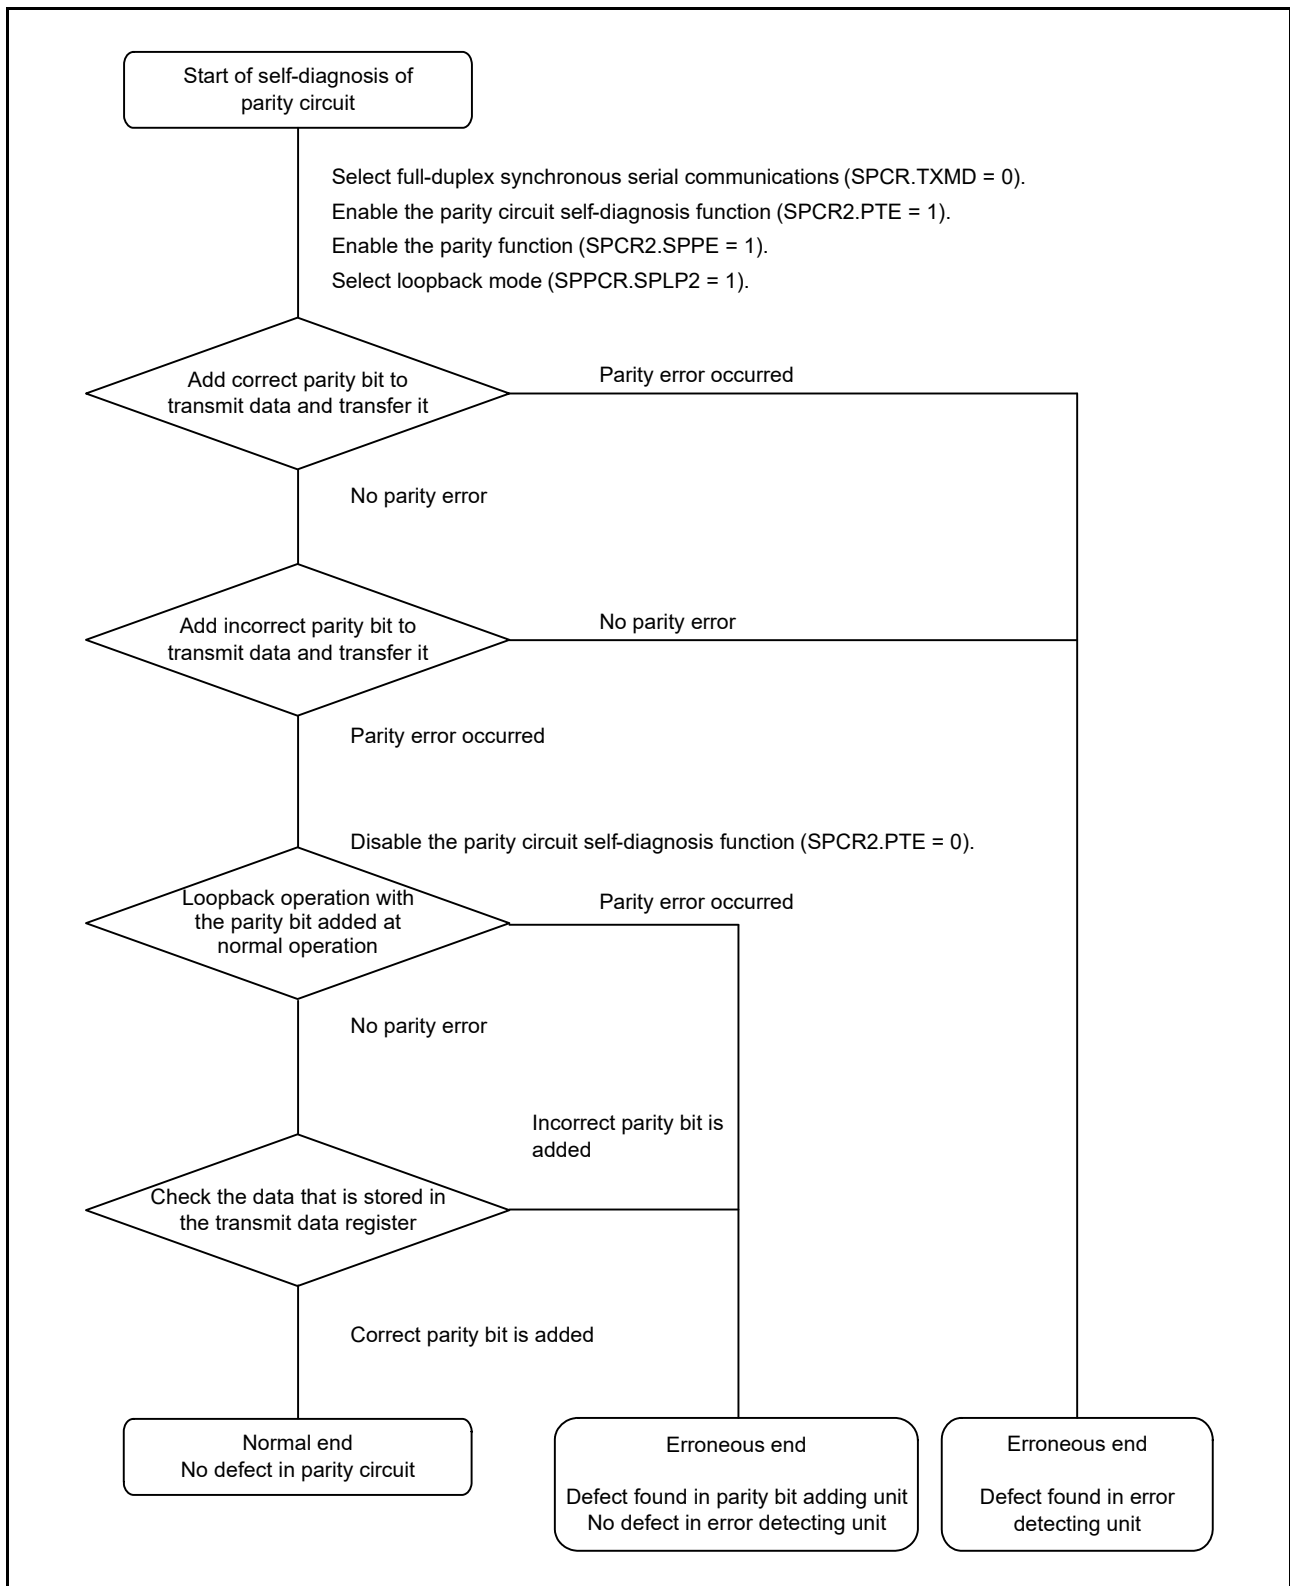 Start of self-diagnosis of
parity circuit
Select full-duplex synchronous serial communications (SPCR.TXMD = 0).
Enable the parity circuit self-diagnosis function (SPCR2.PTE = 1).
Enable the parity function (SPCR2.SPPE = 1).
Select loopback mode (SPPCR.SPLP2 = 1).
Add correct parity bit to
transmit data and transfer it
Parity error occurred
No parity error
Add incorrect parity bit to
transmit data and transfer it
No parity error
Parity error occurred
Disable the parity circuit self-diagnosis function (SPCR2.PTE = 0).
Loopback operation with
the parity bit added at
normal operation
Parity error occurred
No parity error
Incorrect parity bit is
added
Check the data that is stored in
the transmit data register
Correct parity bit is added
Normal end
No defect in parity circuit
Erroneous end
Defect found in parity bit adding unit
No defect in error detecting unit
Erroneous end
Defect found in error
detecting unit